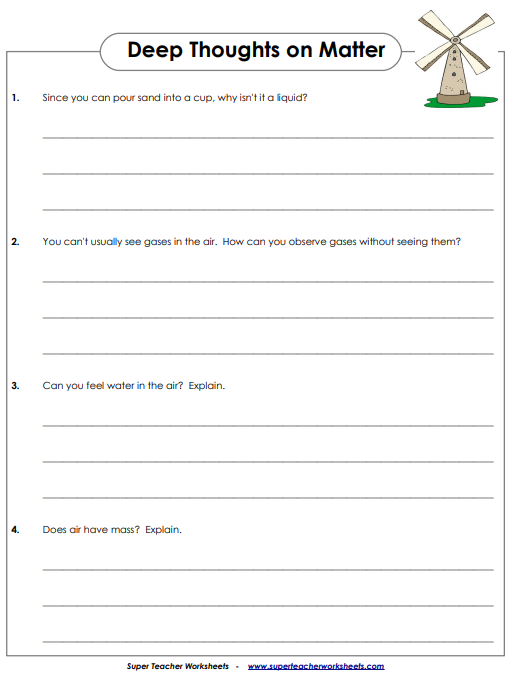 Deep Thoughts on Matter
1. Since you can pour sand into a cup, why isn't it a liquid?
2. You can't usually see gases in the air. How can you observe gases without seeing them?
3. Can you feel water in the air? Explain.
4. Does air have mass? Explain.
Super Teacher Worksheets - www.superteacherworksheets.com